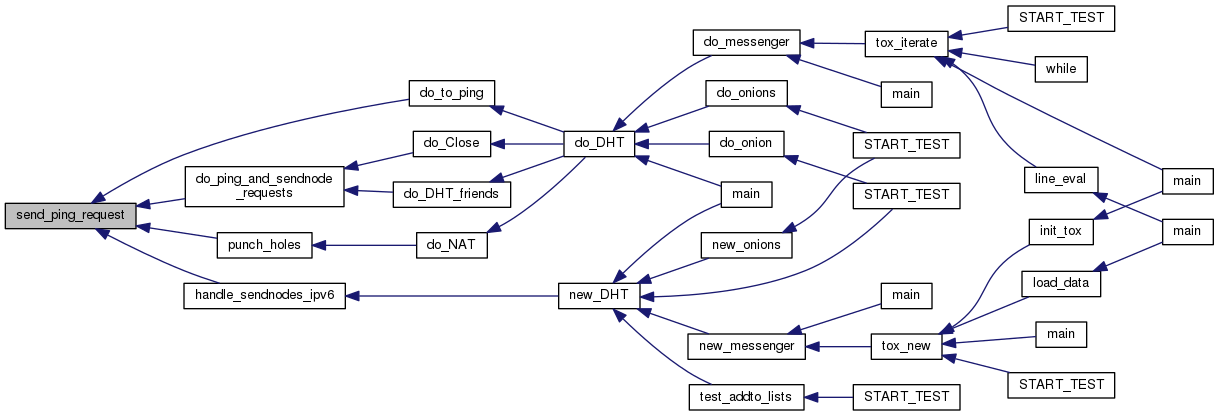 send_ping_request
do_to_ping
do_ping_and_sendnode
_requests
punch_holes
handle_sendnodes_ipv6
do_Close
do_DHT_friends
do_NAT
do_DHT
new_DHT
do_messenger
do_onions
do_onion
main
new_onions
new_messenger
test_addto_lists
tox_iterate
main
START_TEST
START_TEST
main
tox_new
START_TEST
START_TEST
while
line_eval
init_tox
load_data
main
START_TEST
main
main